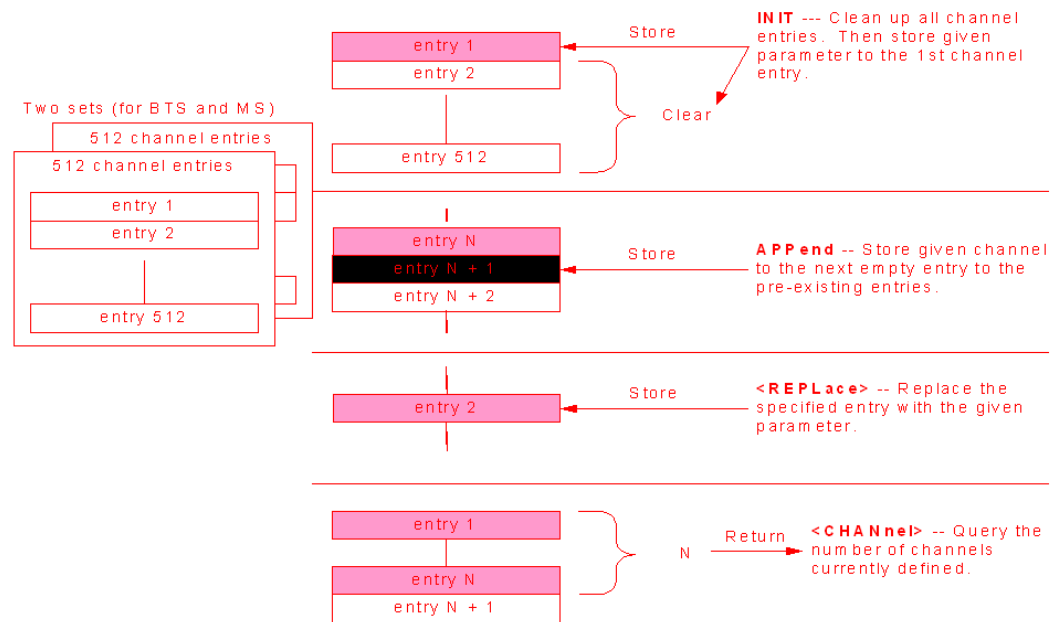 Two sets (for BTS and MS)
512 channel entries
512 channel entries
entry 1
entry 2
entry 512
entry 1
entry 2
entry 512
Store
Clear
INIT --- Clean up all channel
entries. Then store given
parameter to the 1st channel
entry.
entry N
entry N + 1
entry N + 2
Store
APPend -- Store given channel
to the next empty entry to the
pre-existing entries.
entry 2
Store
<REPLace> -- Replace the
specified entry with the given
parameter.
entry 1
entry N
entry N + 1
N
Return
<CHANnel> -- Query the
number of channels
currently defined.